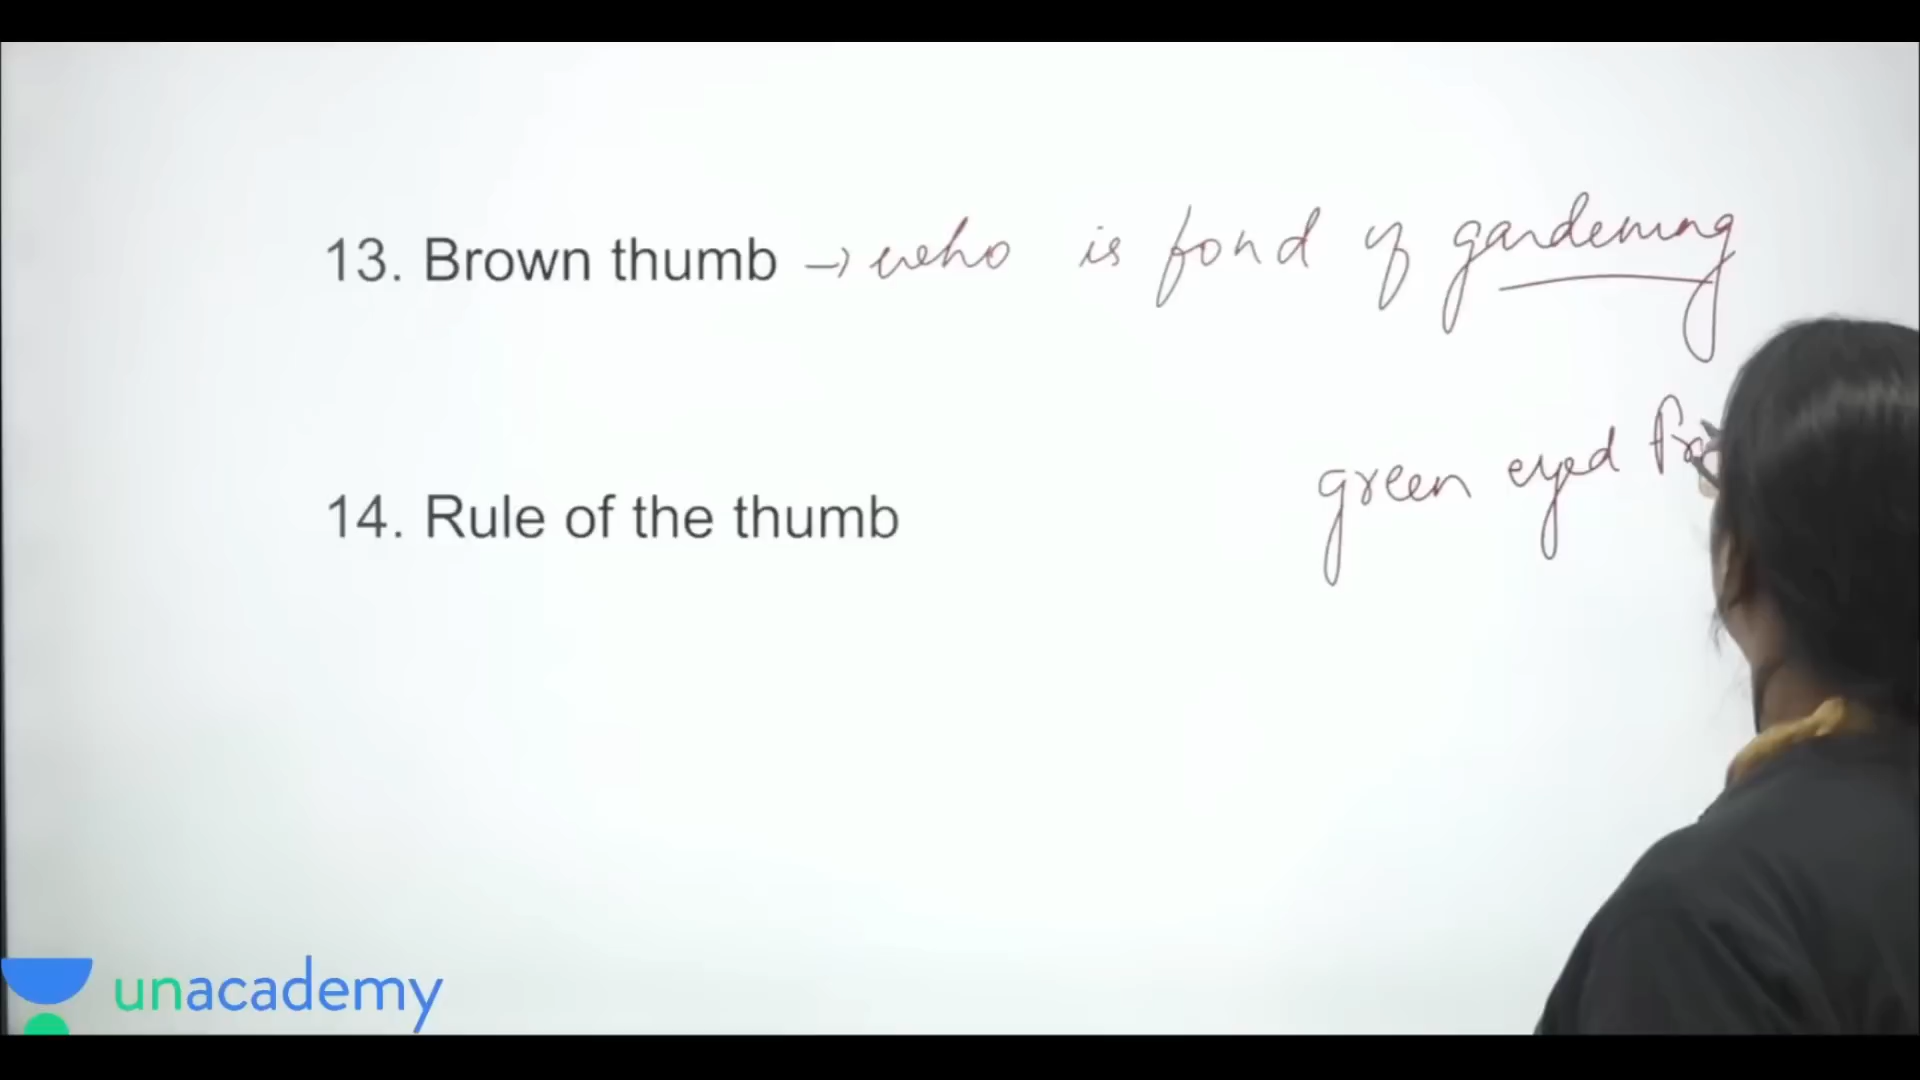 13. Brown thumb → who is fond of gardening
green eyed
14. Rule of the thumb
unacademy